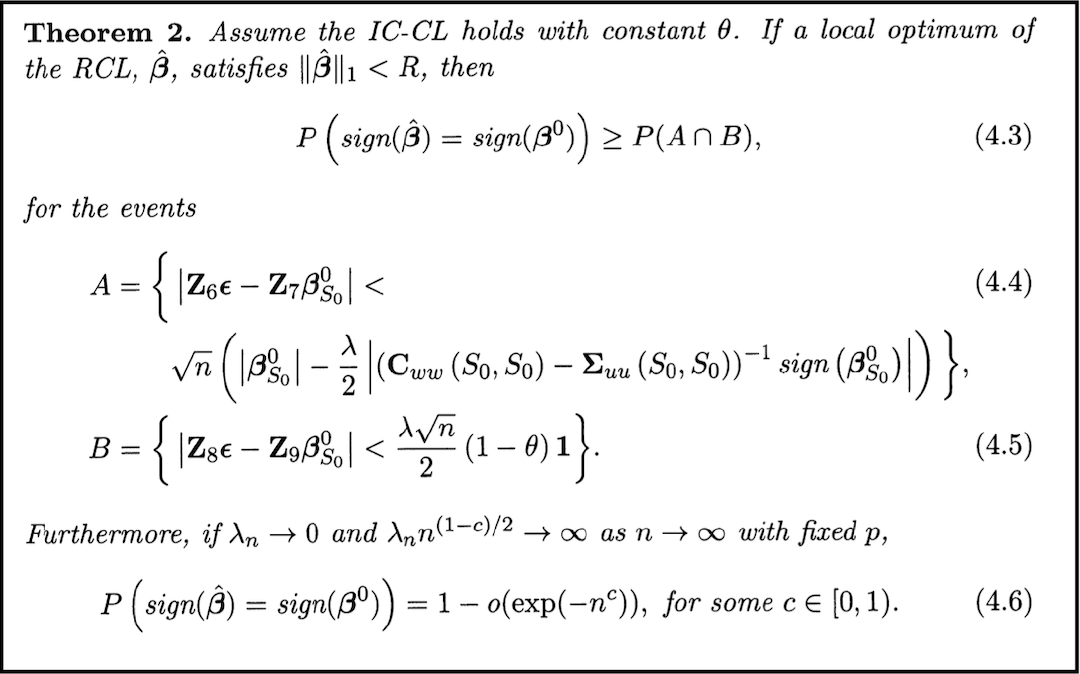 Theorem 2. Assume the IC-CL holds with constant θ. If a local optimum of
the RCL, β̂, satisfies ‖β̂‖₁ < R, then
P(sign(β̂) = sign(β⁰)) ≥ P(A ∩ B), (4.3)
for the events
A = { |Z₆ϵ − Z₇β⁰_{S₀}| < (4.4)
√n ( |β⁰_{S₀}| − λ/2 |(C_{ww} (S₀, S₀) − Σ_{uu} (S₀, S₀))⁻¹ sign (β⁰_{S₀})| ) },
B = { |Z₈ϵ − Z₉β⁰_{S₀}| < λ√n/2 (1 − θ) 1 }. (4.5)
Furthermore, if λₙ → 0 and λₙn^{(1−c)/2} → ∞ as n → ∞ with fixed p,
P(sign(β̂) = sign(β⁰)) = 1 − o(exp(−n^c)), for some c ∈ [0, 1). (4.6)